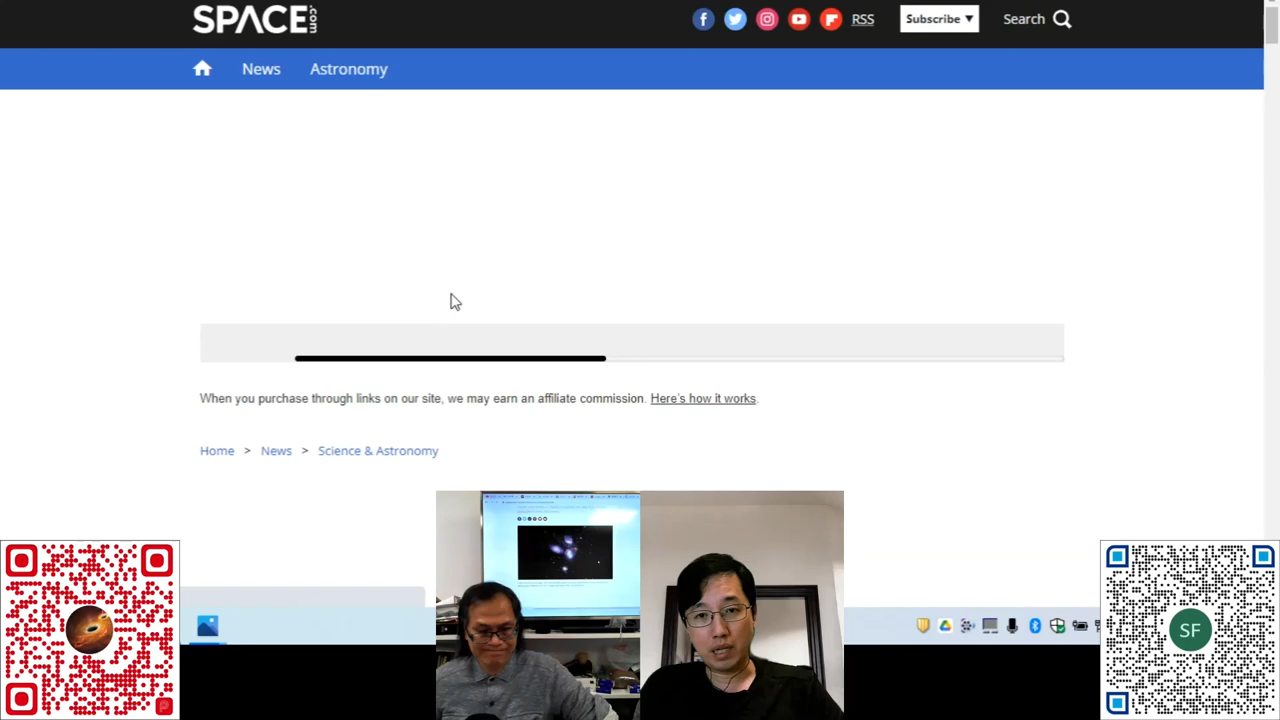 SPACE.com
RSS
Subscribe ▼
Search
News
Astronomy
When you purchase through links on our site, we may earn an affiliate commission. Here's how it works.
Home > News > Science & Astronomy
SF